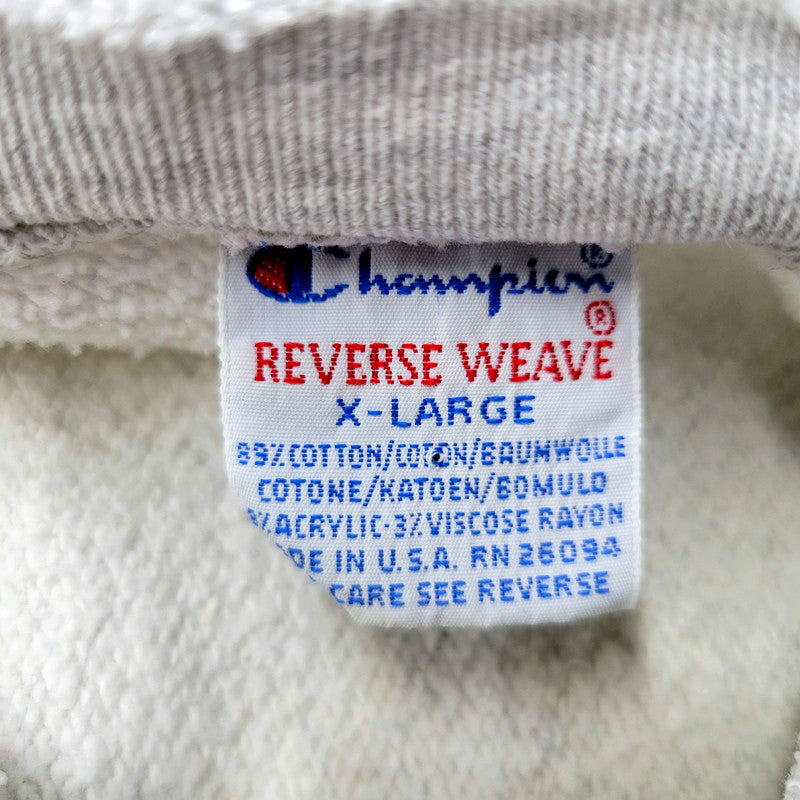 Champion®
REVERSE WEAVE®
X-LARGE
89% COTTON/COTON/BAUMWOLLE
COTONE/KATOEN/BOMULD
%ACRYLIC·3%VISCOSE RAYON
DE IN U.S.A. RN 26094
CARE SEE REVERSE